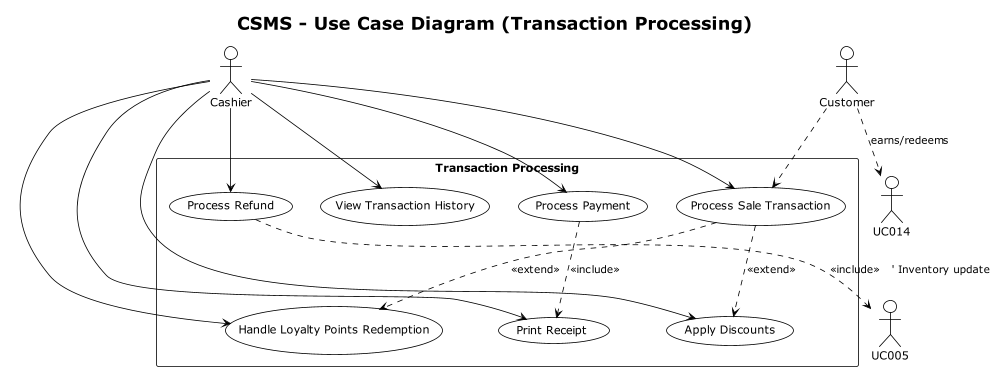 CSMS - Use Case Diagram (Transaction Processing)
Cashier
Customer
earns/redeems
Transaction Processing
Process Refund
View Transaction History
Process Payment
Process Sale Transaction
UC014
«extend»
«include»
«extend»
«include»
' Inventory update
Handle Loyalty Points Redemption
Print Receipt
Apply Discounts
UC005